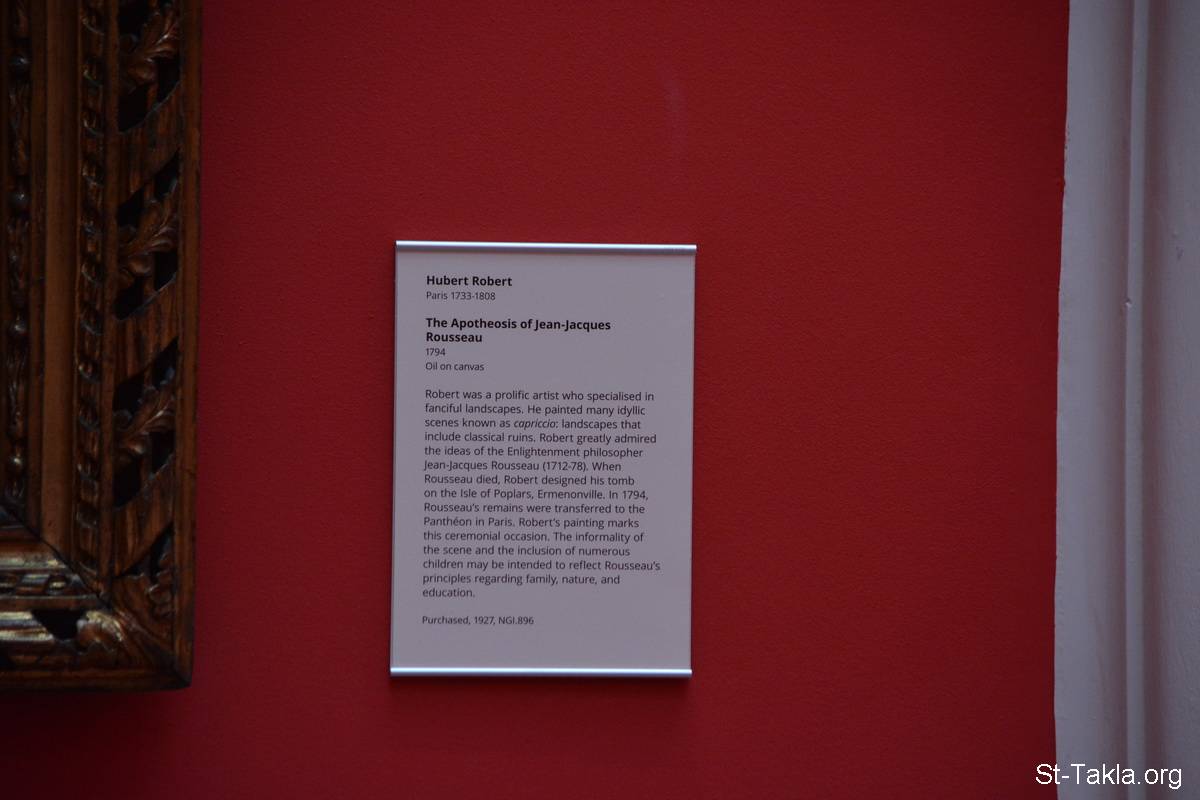 Hubert Robert
Paris 1733-1808
The Apotheosis of Jean-Jacques
Rousseau
1794
Oil on canvas
Robert was a prolific artist who specialised in
fanciful landscapes. He painted many idyllic
scenes known as capriccio: landscapes that
include classical ruins. Robert greatly admired
the ideas of the Enlightenment philosopher
Jean-Jacques Rousseau (1712-78). When
Rousseau died, Robert designed his tomb
on the Isle of Poplars, Ermenonville. In 1794,
Rousseau's remains were transferred to the
Panthéon in Paris. Robert's painting marks
this ceremonial occasion. The informality of
the scene and the inclusion of numerous
children may be intended to reflect Rousseau's
principles regarding family, nature, and
education.
Purchased, 1927, NGI.896
St-Takla.org